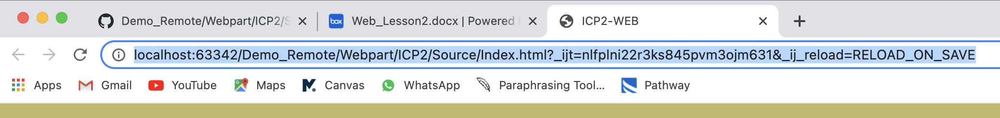 Demo_Remote/Webpart/ICP2/S
box Web_Lesson2.docx | Powered
ICP2-WEB
localhost:63342/Demo_Remote/Webpart/ICP2/Source/Index.html?_ijt=nlfplni22r3ks845pvm3ojm631&_ij_reload=RELOAD_ON_SAVE
Apps Gmail YouTube Maps Canvas WhatsApp Paraphrasing Tool... Pathway